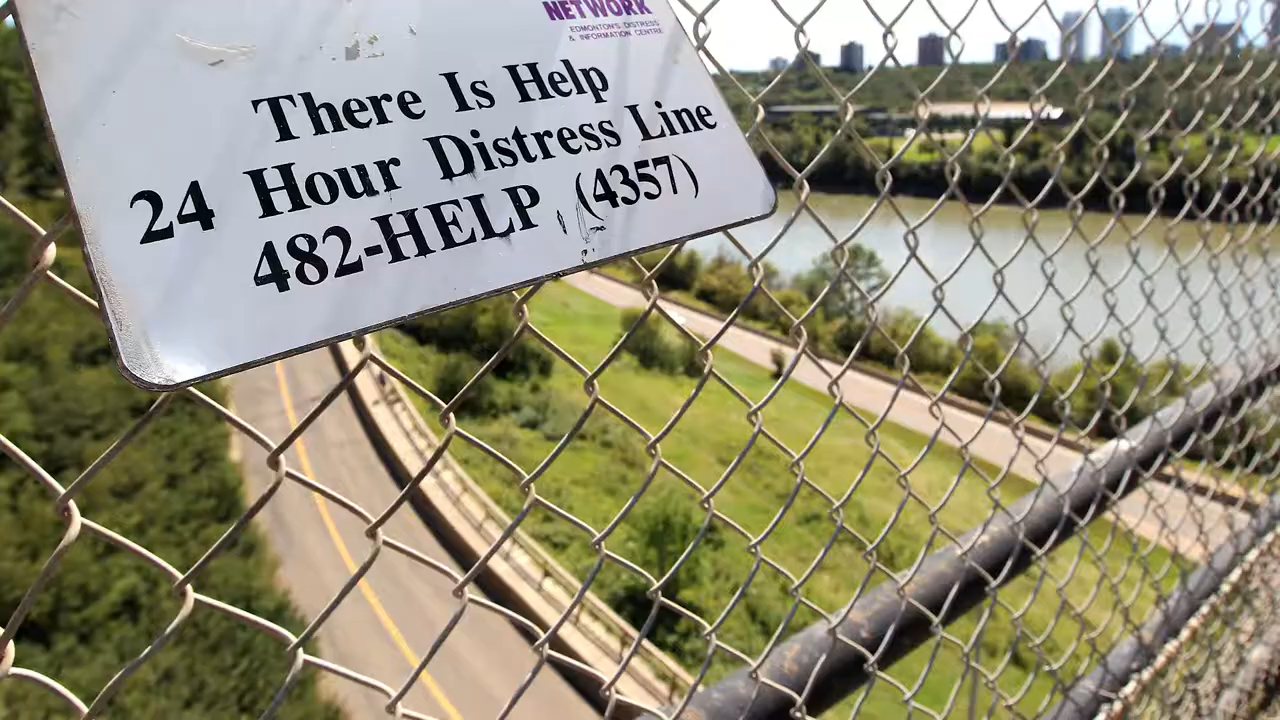 NETWORK
EDMONTON'S DISTRESS
& INFORMATION CENTRE
There Is Help
24 Hour Distress Line
482-HELP (4357)